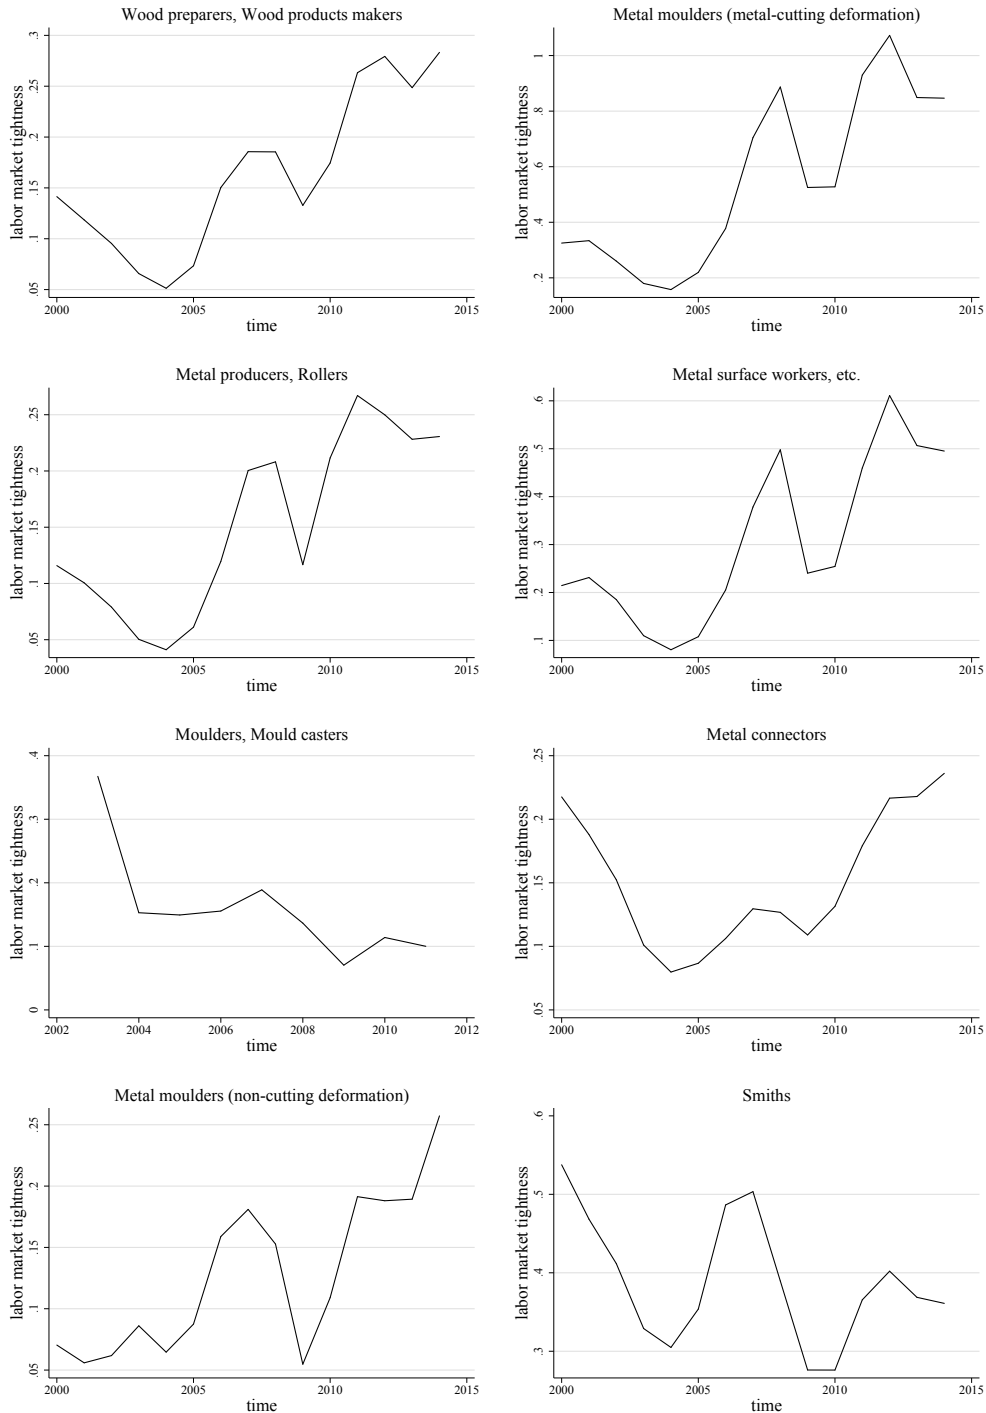 Wood preparers, Wood products makers
labor market tightness
.3
.25
.2
.15
.1
.05
2000 2005 2010 2015
time
Metal moulders (metal-cutting deformation)
labor market tightness
1
.8
.6
.4
.2
2000 2005 2010 2015
time
Metal producers, Rollers
labor market tightness
.25
.2
.15
.1
.05
2000 2005 2010 2015
time
Metal surface workers, etc.
labor market tightness
.6
.5
.4
.3
.2
.1
2000 2005 2010 2015
time
Moulders, Mould casters
labor market tightness
.4
.3
.2
.1
0
2002 2004 2006 2008 2010 2012
time
Metal connectors
labor market tightness
.25
.2
.15
.1
.05
2000 2005 2010 2015
time
Metal moulders (non-cutting deformation)
labor market tightness
.25
.2
.15
.1
.05
2000 2005 2010 2015
time
Smiths
labor market tightness
.6
.5
.4
.3
2000 2005 2010 2015
time